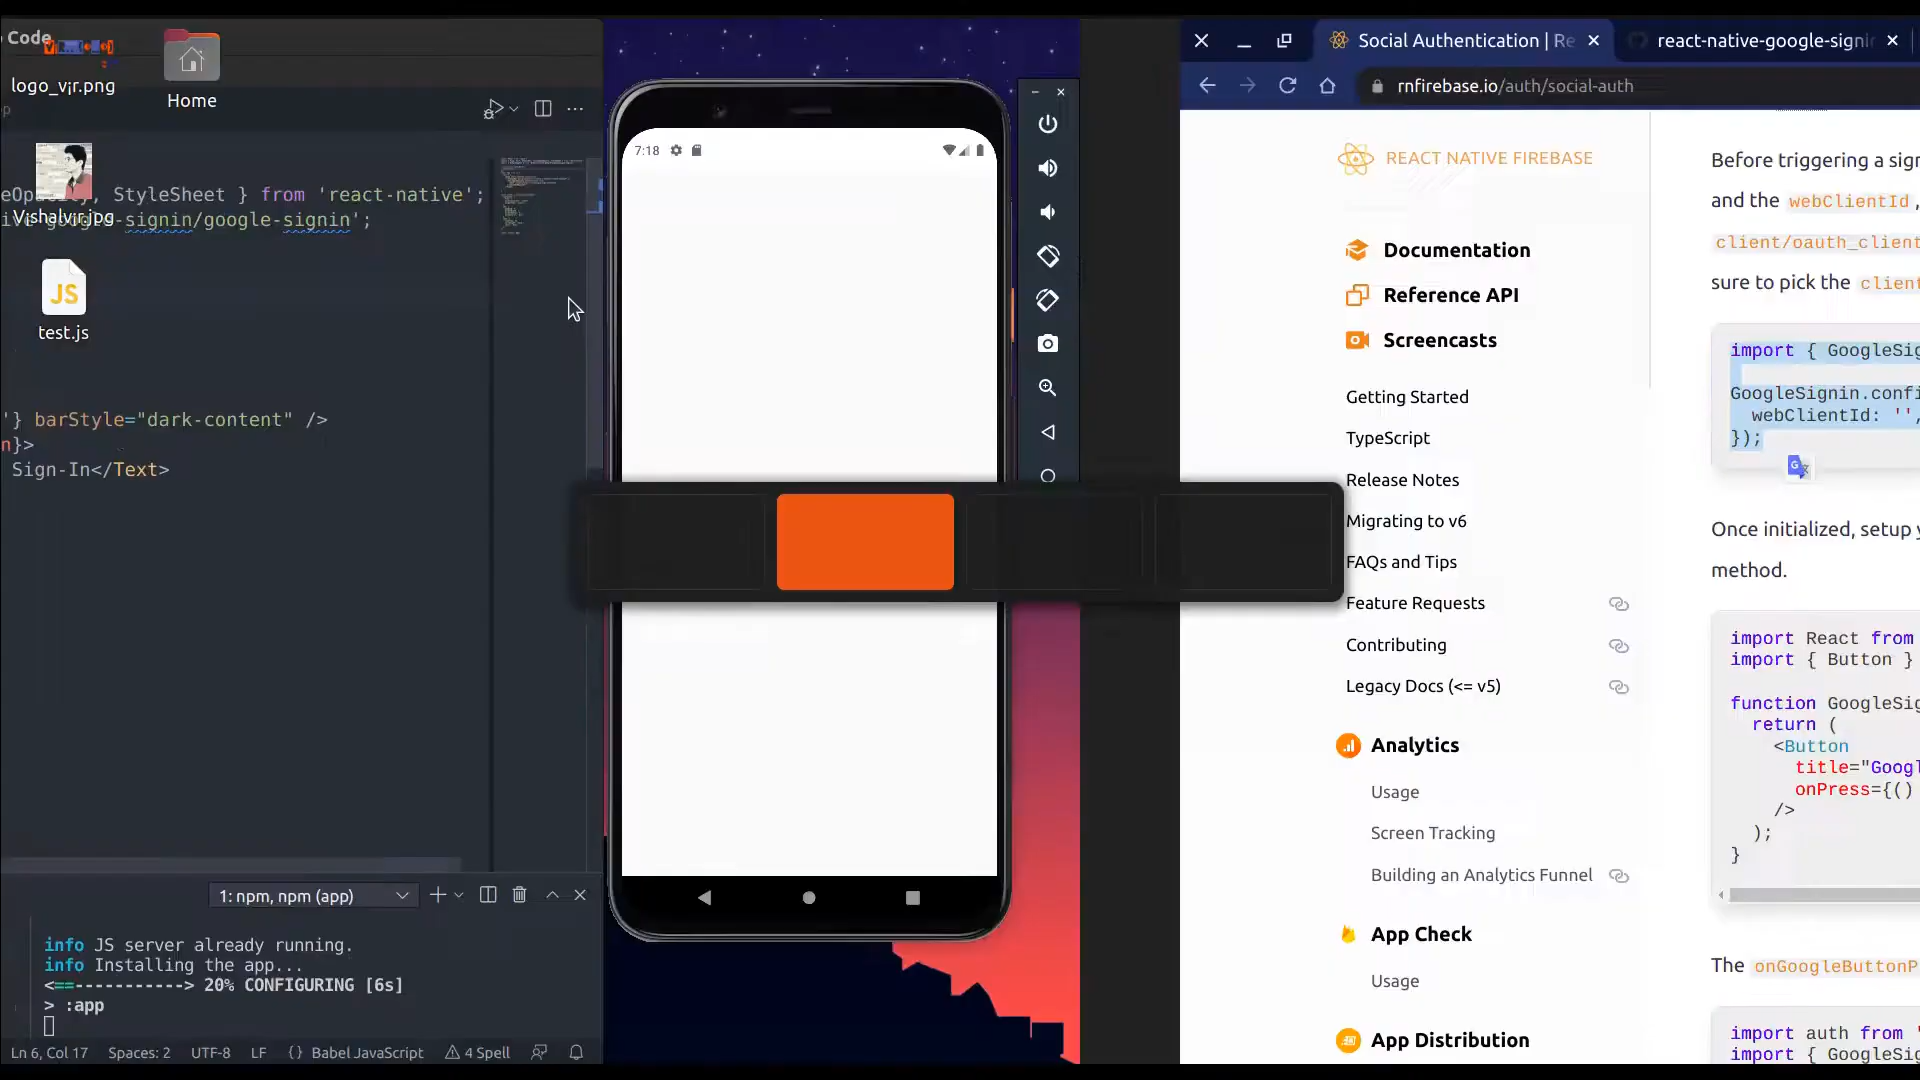 Code
logo_v¡r.png
Home
StyleSheet } from 'react-native';
Vishalv¡r.jpg
-signin/google-signin';
JS
test.js
'} barStyle="dark-content" />
n}>
Sign-In</Text>
1: npm, npm (app)
info JS server already running.
info Installing the app...
<==-----------> 20% CONFIGURING [6s]
> :app
Ln 6, Col 17
Spaces: 2
UTF-8
LF
{} Babel JavaScript
4 Spell
7:18
Social Authentication | Re
react-native-google-signi
rnfirebase.io/auth/social-auth
REACT NATIVE FIREBASE
Documentation
Reference API
Screencasts
Getting Started
TypeScript
Release Notes
Migrating to v6
FAQs and Tips
Feature Requests
Contributing
Legacy Docs (<= v5)
Analytics
Usage
Screen Tracking
Building an Analytics Funnel
App Check
Usage
App Distribution
Before triggering a sig
and the webClientId,
client/oauth_client
sure to pick the client
import { GoogleSig
GoogleSignin.confi
webClientId: '',
});
Once initialized, setup y
method.
import React from
import { Button }
function GoogleSig
return (
<Button
title="Googl
onPress={()
/>
);
}
The onGoogleButtonP
import auth from '
import { GoogleSig